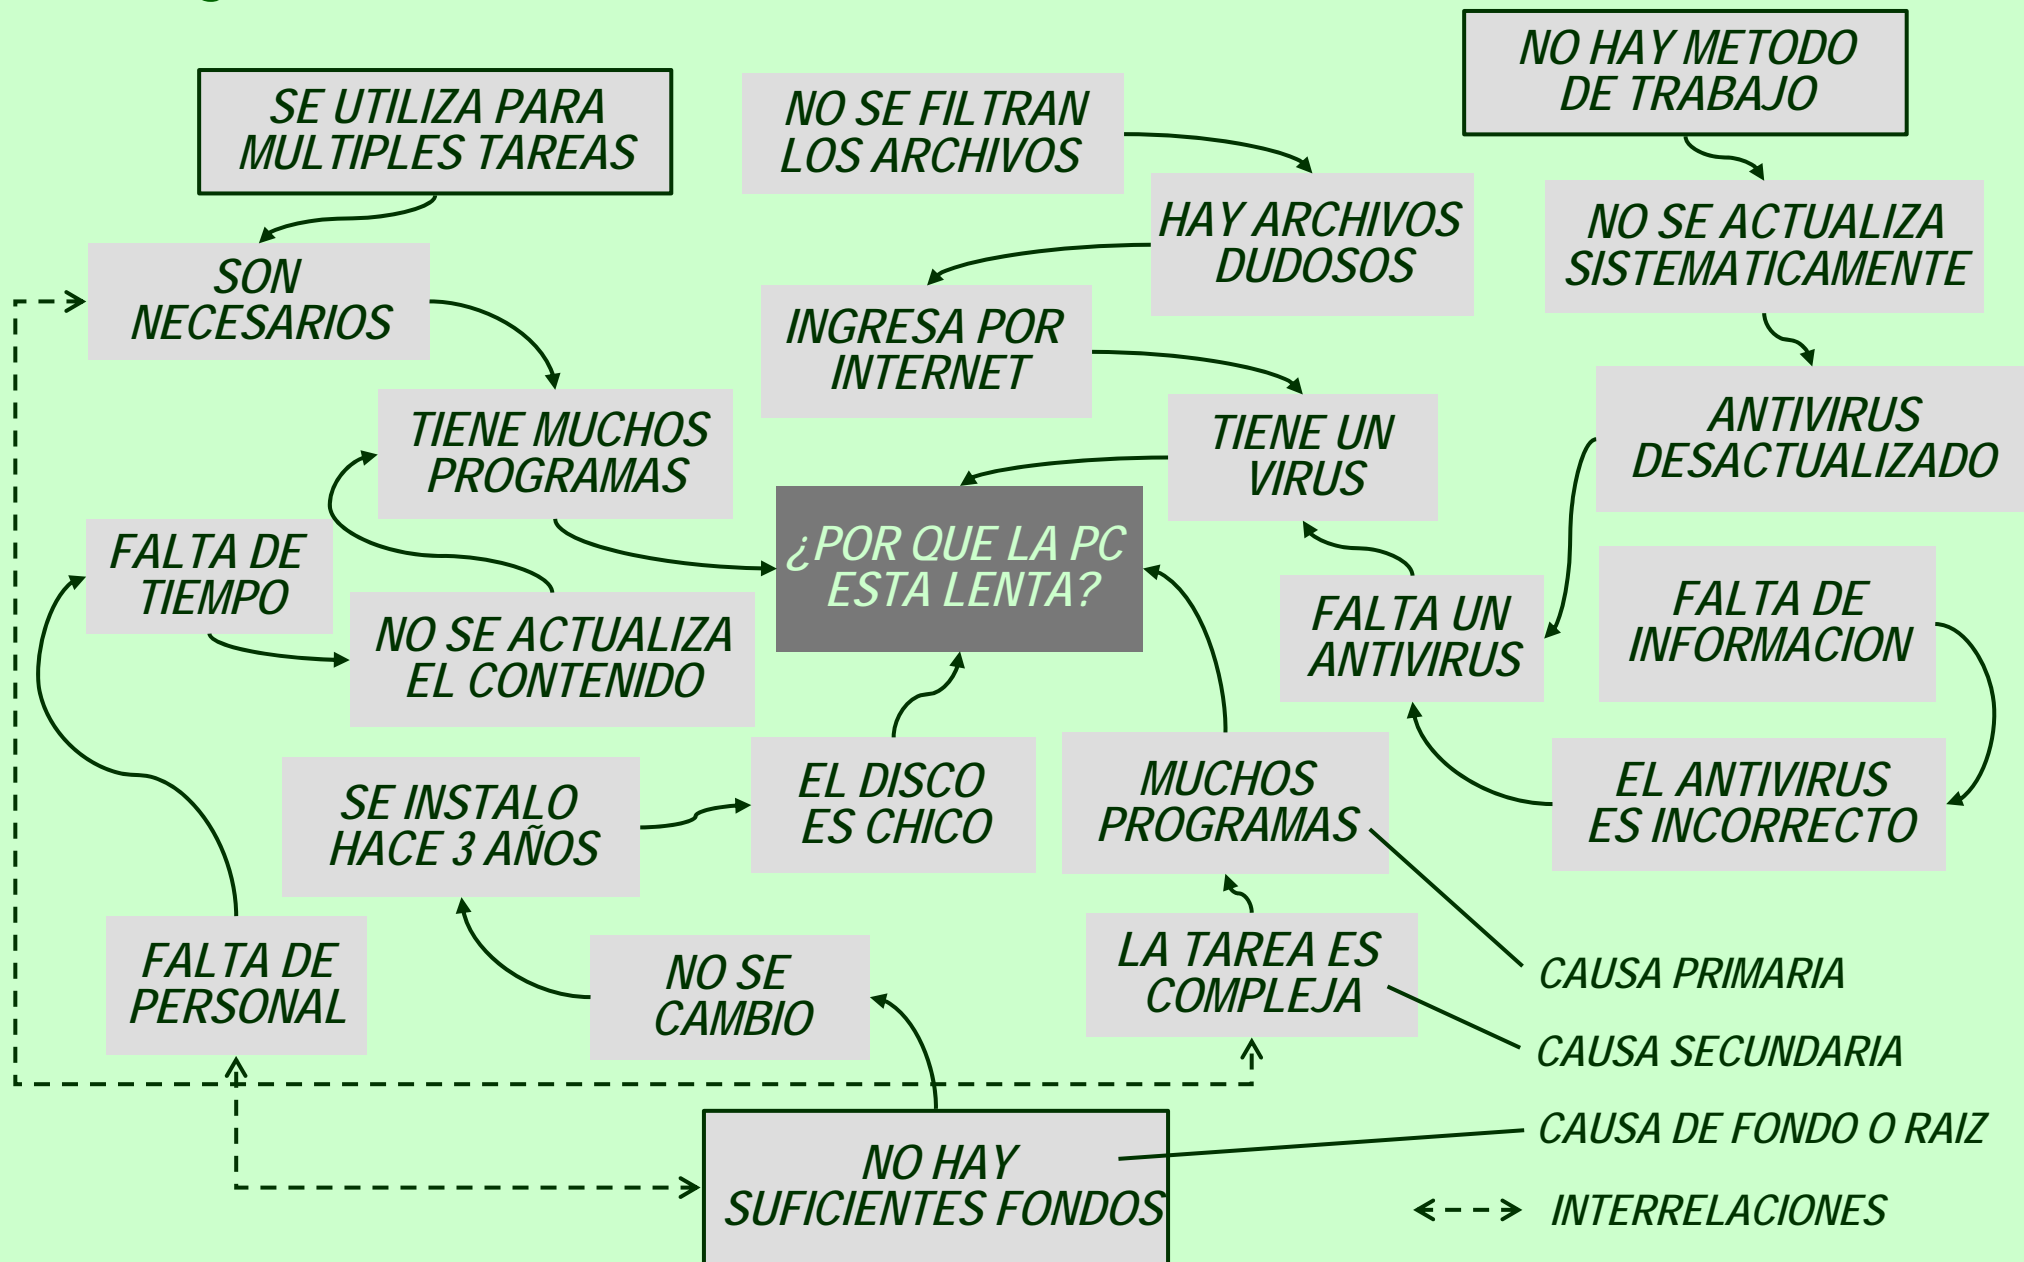 NO HAY METODO
DE TRABAJO
SE UTILIZA PARA
MULTIPLES TAREAS
NO SE FILTRAN
LOS ARCHIVOS
HAY ARCHIVOS
DUDOSOS
NO SE ACTUALIZA
SISTEMATICAMENTE
SON
NECESARIOS
INGRESA POR
INTERNET
TIENE MUCHOS
PROGRAMAS
TIENE UN
VIRUS
ANTIVIRUS
DESACTUALIZADO
¿POR QUE LA PC
ESTA LENTA?
FALTA DE
TIEMPO
NO SE ACTUALIZA
EL CONTENIDO
FALTA UN
ANTIVIRUS
FALTA DE
INFORMACION
SE INSTALO
HACE 3 AÑOS
EL DISCO
ES CHICO
MUCHOS
PROGRAMAS
EL ANTIVIRUS
ES INCORRECTO
FALTA DE
PERSONAL
NO SE
CAMBIO
LA TAREA ES
COMPLEJA
CAUSA PRIMARIA
CAUSA SECUNDARIA
CAUSA DE FONDO O RAIZ
NO HAY
SUFICIENTES FONDOS
INTERRELACIONES